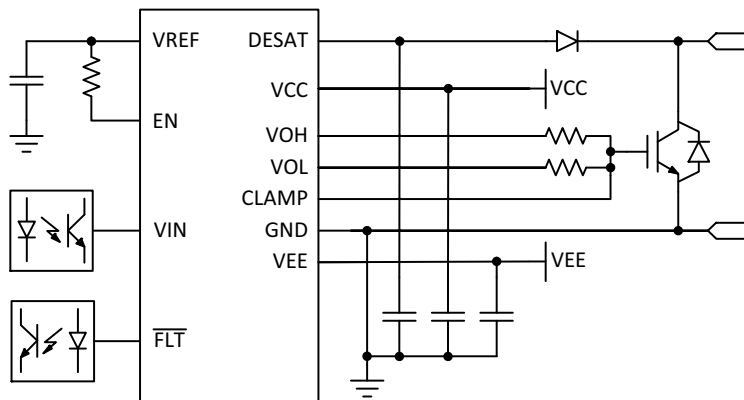 VREF
DESAT
VCC
VCC
EN
VOH
VOL
CLAMP
VIN
GND
VEE
VEE
FLT